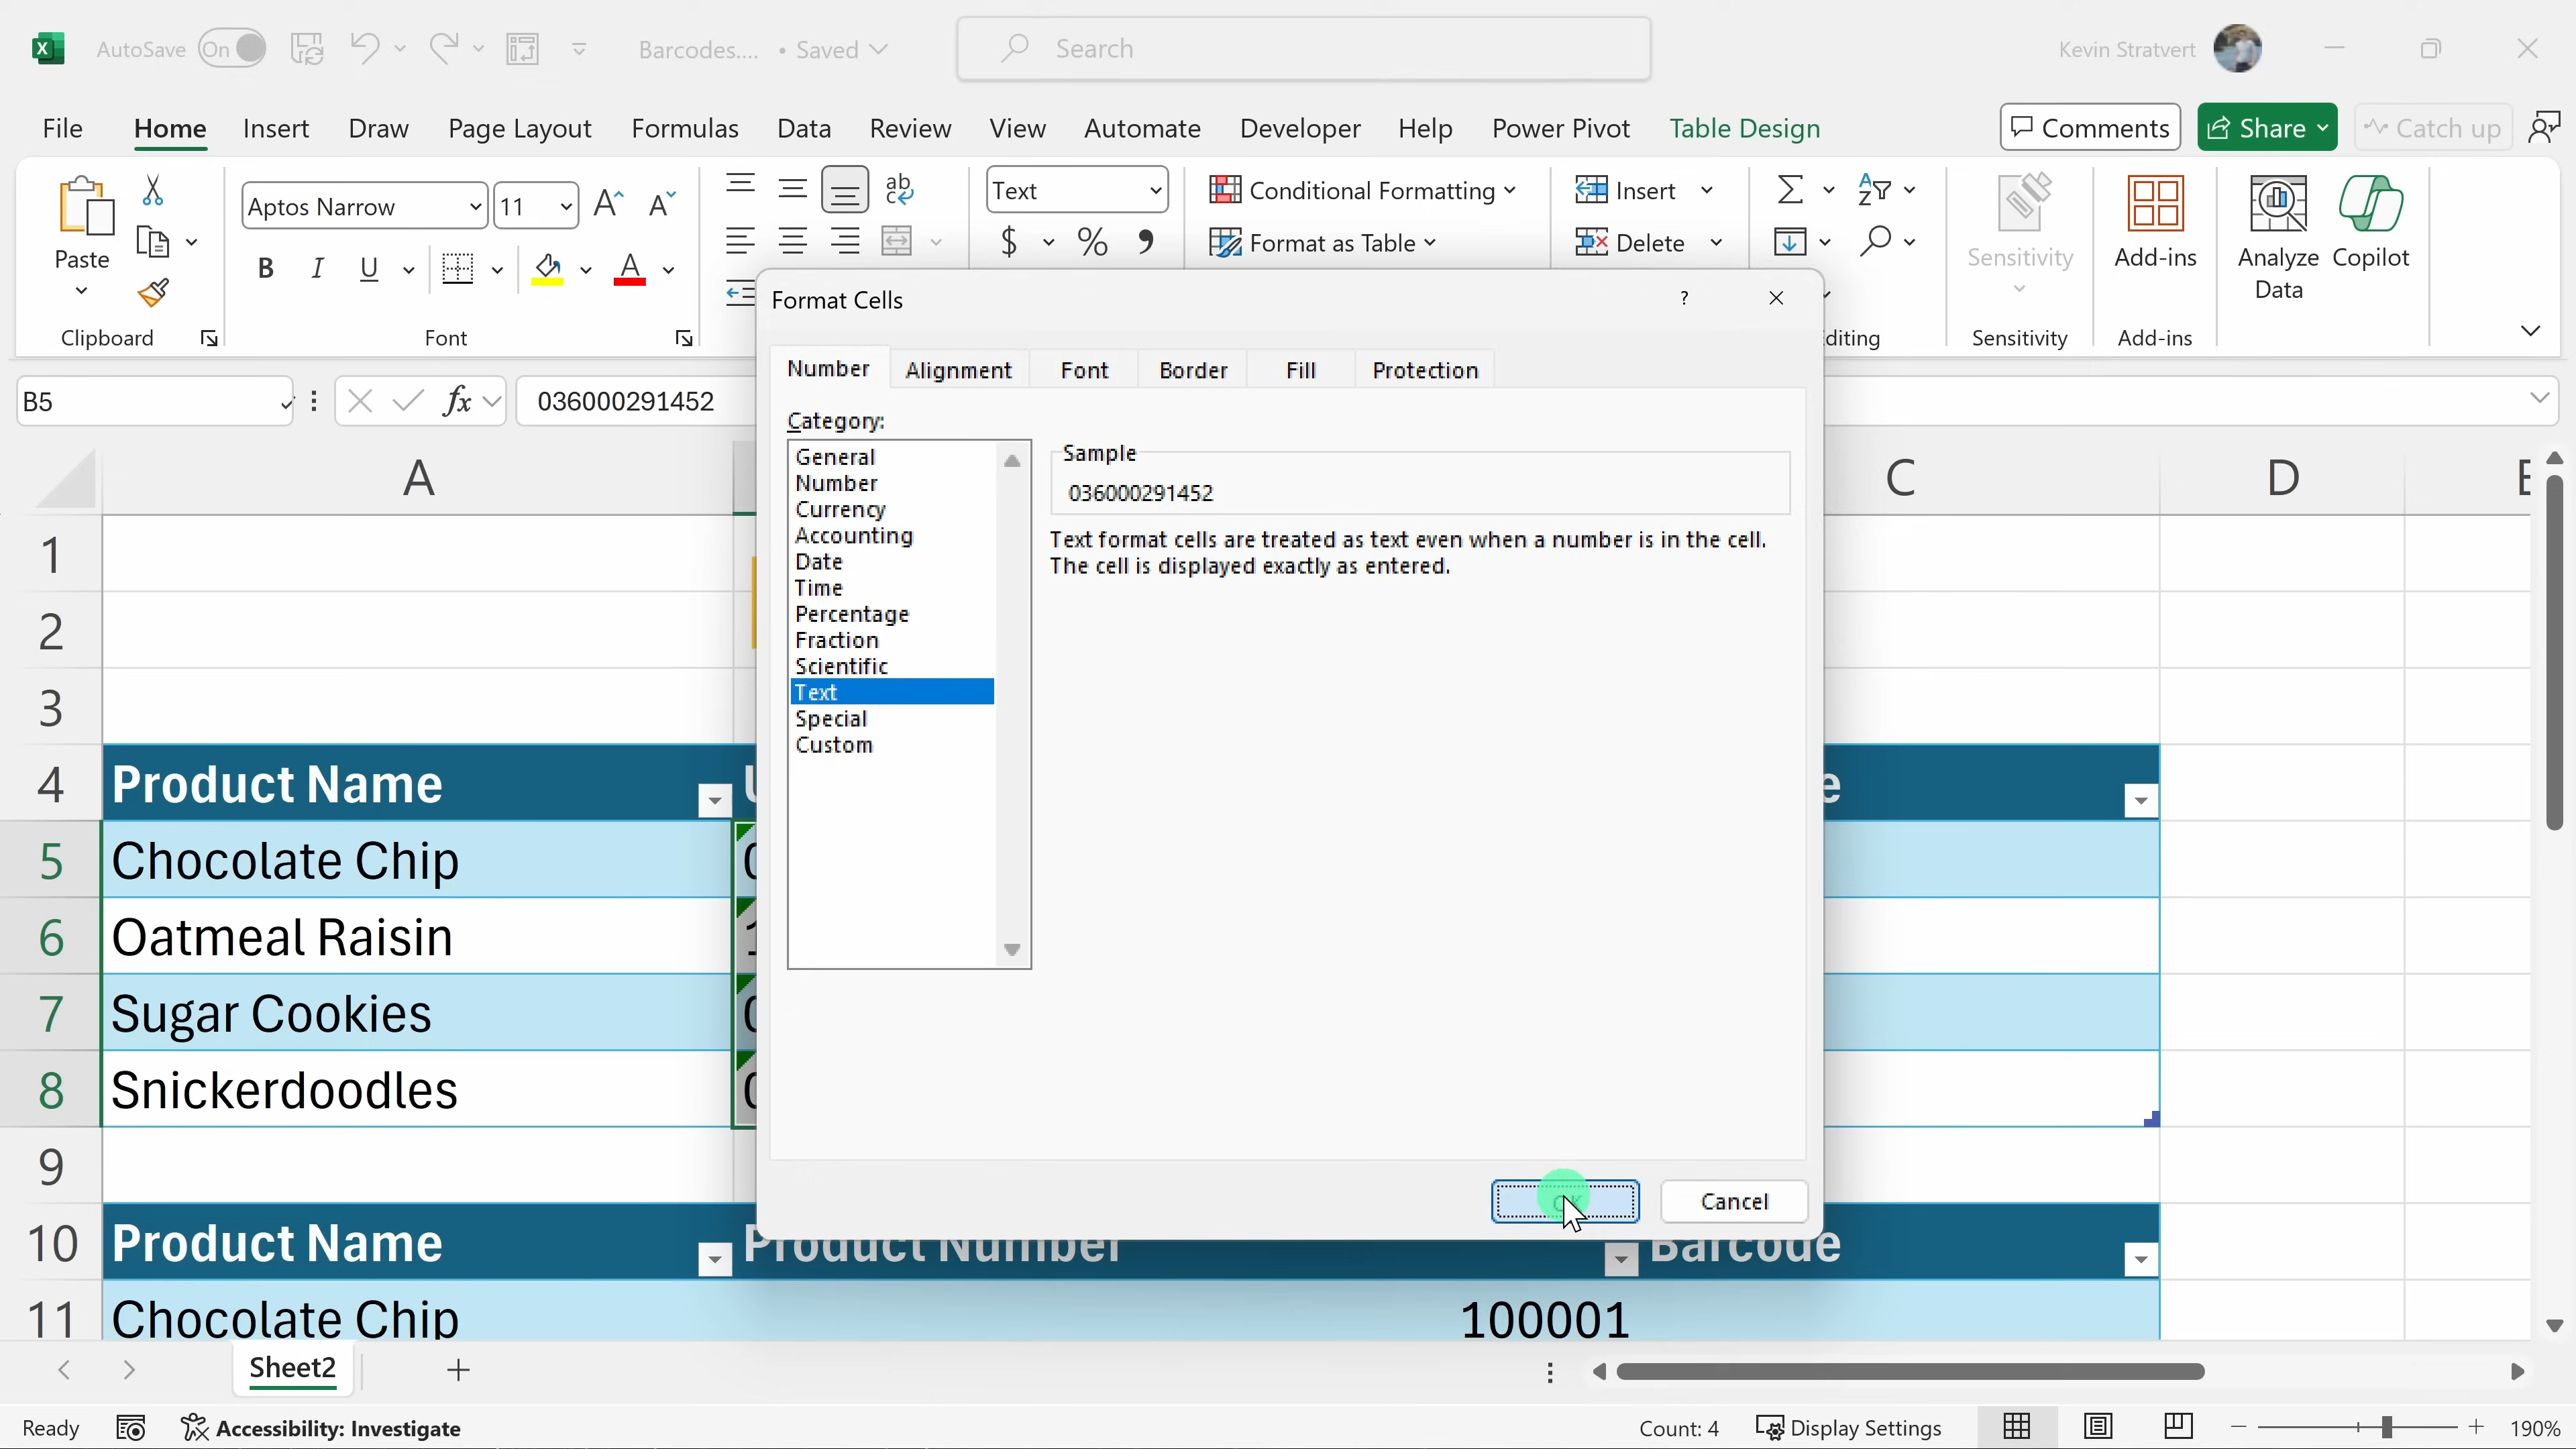 AutoSave On Barcodes.... • Saved Search Kevin Stratvert
File Home Insert Draw Page Layout Formulas Data Review View Automate Developer Help Power Pivot Table Design Comments Share Catch up
Paste Aptos Narrow 11 Text Conditional Formatting Insert Sensitivity Add-ins Analyze Data Copilot
B I U $ % Format as Table Delete
Clipboard Font diting Sensitivity Add-ins
Format Cells ?
Number Alignment Font Border Fill Protection
B5 fx 036000291452
Category:
General
Number
Currency
Accounting
Date
Time
Percentage
Fraction
Scientific
Text
Special
Custom
Sample
036000291452
Text format cells are treated as text even when a number is in the cell.
The cell is displayed exactly as entered.
OK Cancel
A C D E
1
2
3
4 Product Name U e
5 Chocolate Chip 0
6 Oatmeal Raisin 1
7 Sugar Cookies 0
8 Snickerdoodles 0
9
10 Product Name Product Number Barcode
11 Chocolate Chip 100001
Sheet2
Ready Accessibility: Investigate Count: 4 Display Settings 190%